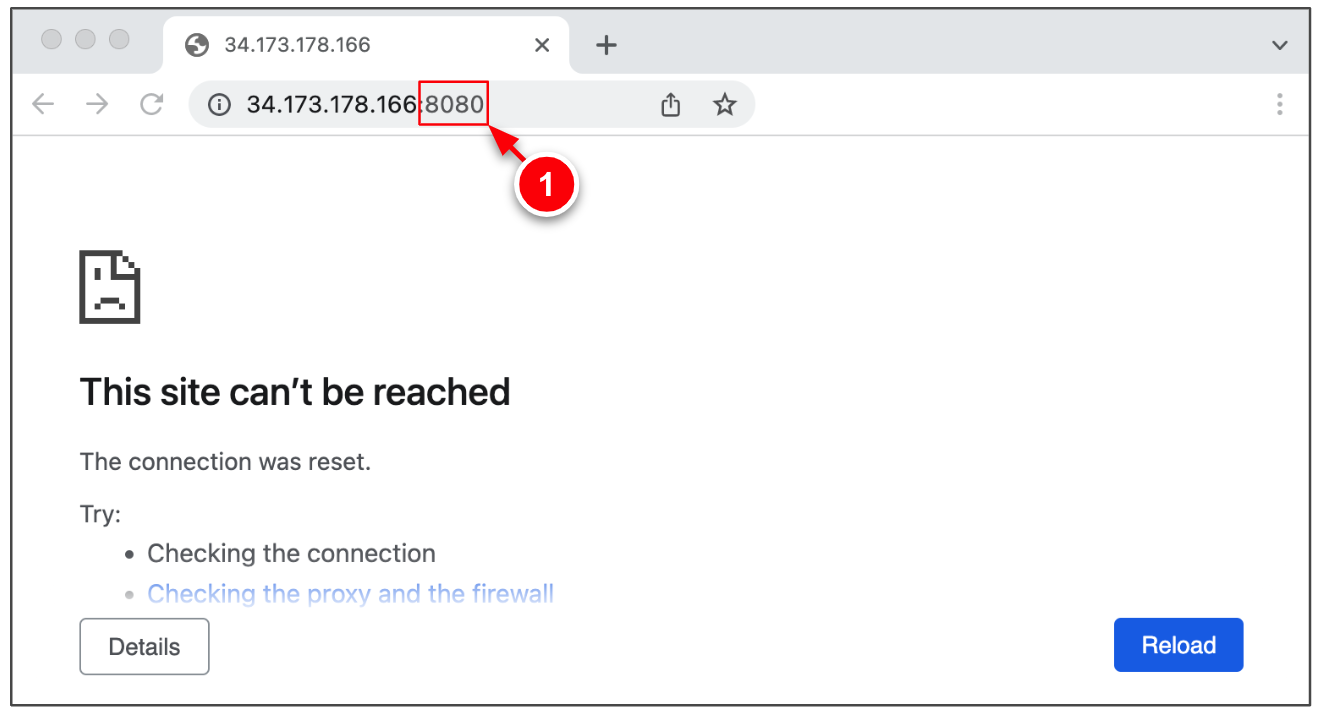 34.173.178.166
34.173.178.166:8080
1
This site can’t be reached
The connection was reset.
Try:
• Checking the connection
• Checking the proxy and the firewall
Details
Reload